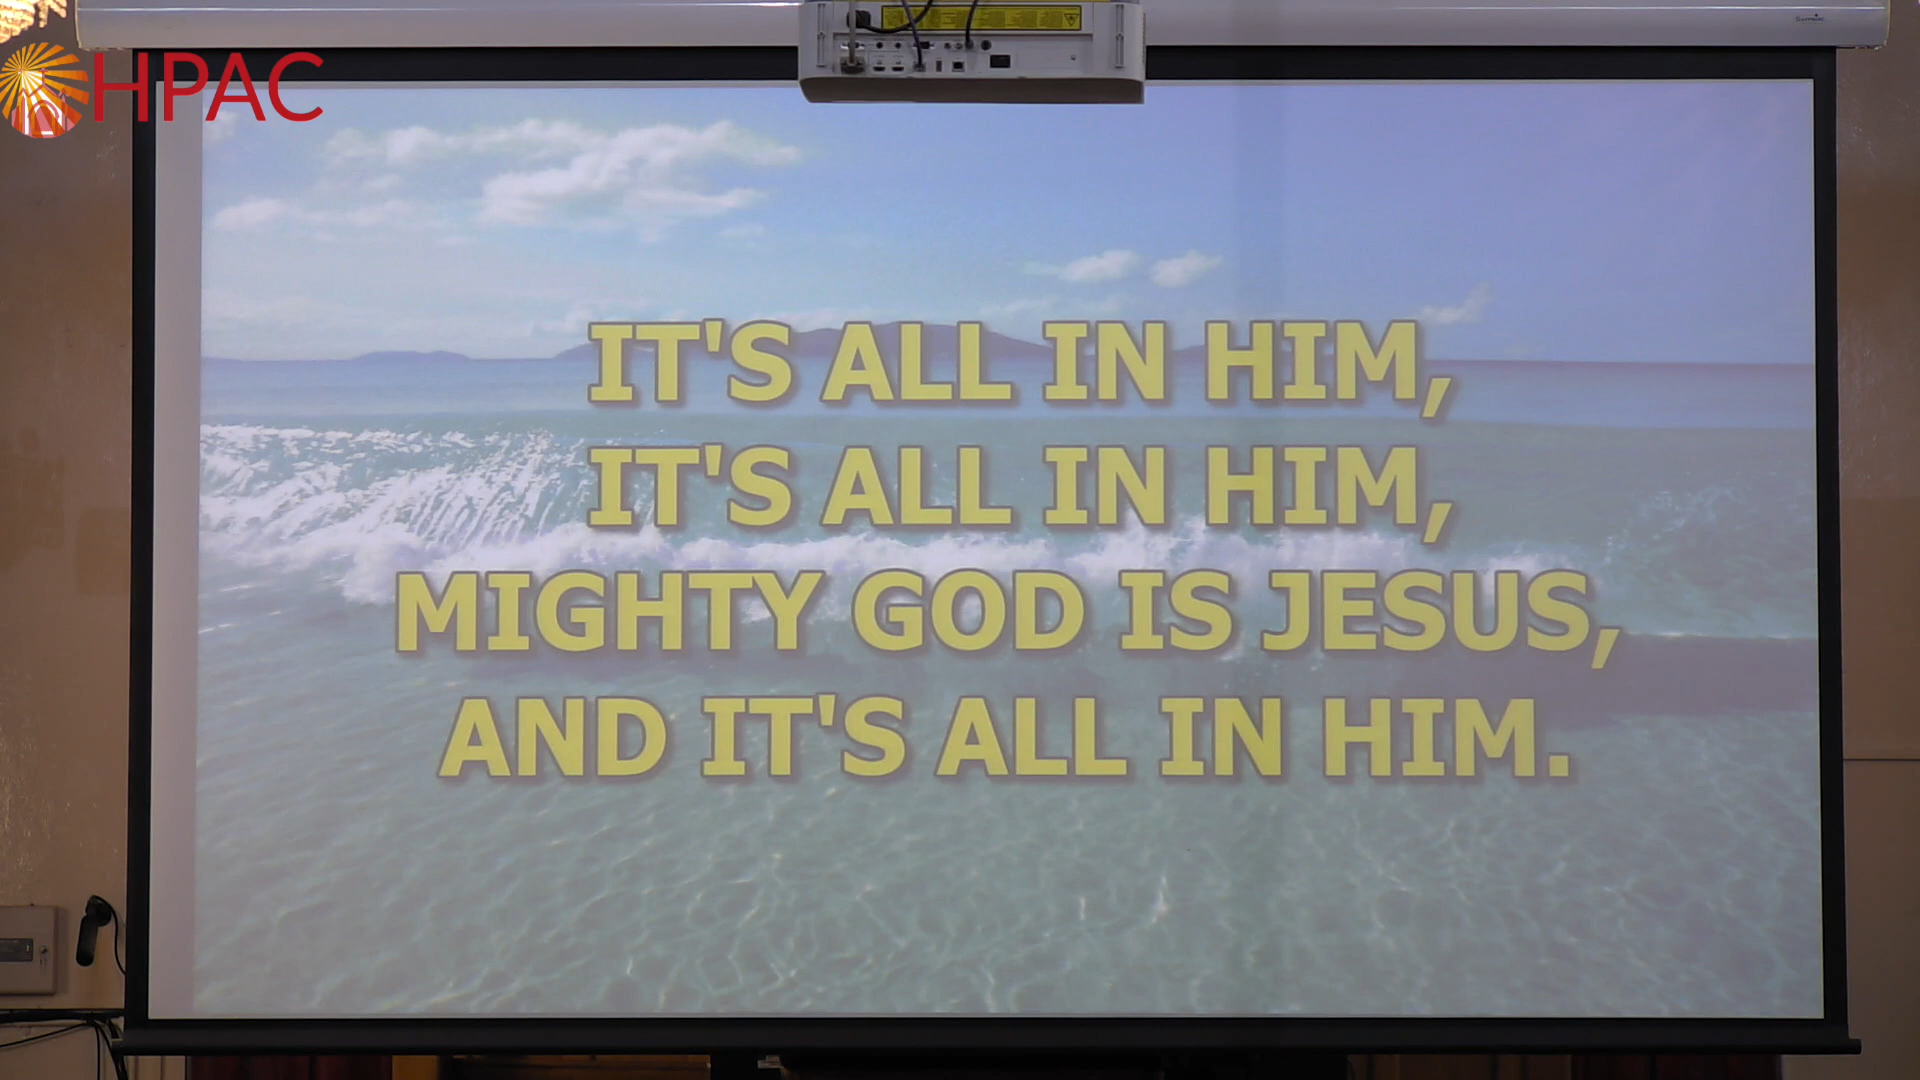 HPAC
IT'S ALL IN HIM,
IT'S ALL IN HIM,
MIGHTY GOD IS JESUS,
AND IT'S ALL IN HIM.